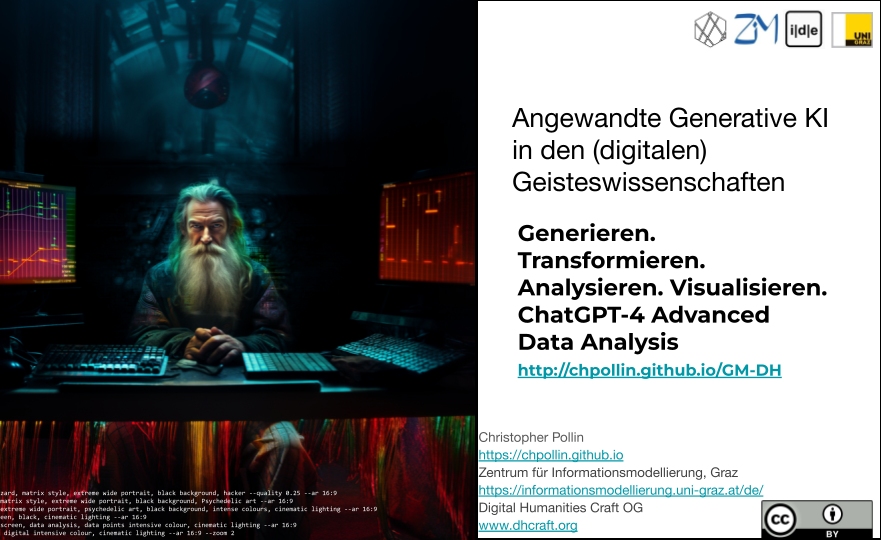 ZIM
i|d|e
UNI
GRAZ
Angewandte Generative KI
in den (digitalen)
Geisteswissenschaften
Generieren.
Transformieren.
Analysieren. Visualisieren.
ChatGPT-4 Advanced
Data Analysis
http://chpollin.github.io/GM-DH
Christopher Pollin
https://chpollin.github.io
Zentrum für Informationsmodellierung, Graz
https://informationsmodellierung.uni-graz.at/de/
Digital Humanities Craft OG
www.dhcraft.org
cc
BY
zard, matrix style, extreme wide portrait, black background, hacker --quality 0.25 --ar 16:9
matrix style, extreme wide portrait, black background, Psychedelic art --ar 16:9
extreme wide portrait, psychedelic art, black background, intense colours, cinematic lighting --ar 16:9
een, black, cinematic lighting --ar 16:9
screen, data analysis, data points intensive colour, cinematic lighting --ar 16:9
digital intensive colour, cinematic lighting --ar 16:9 --zoom 2